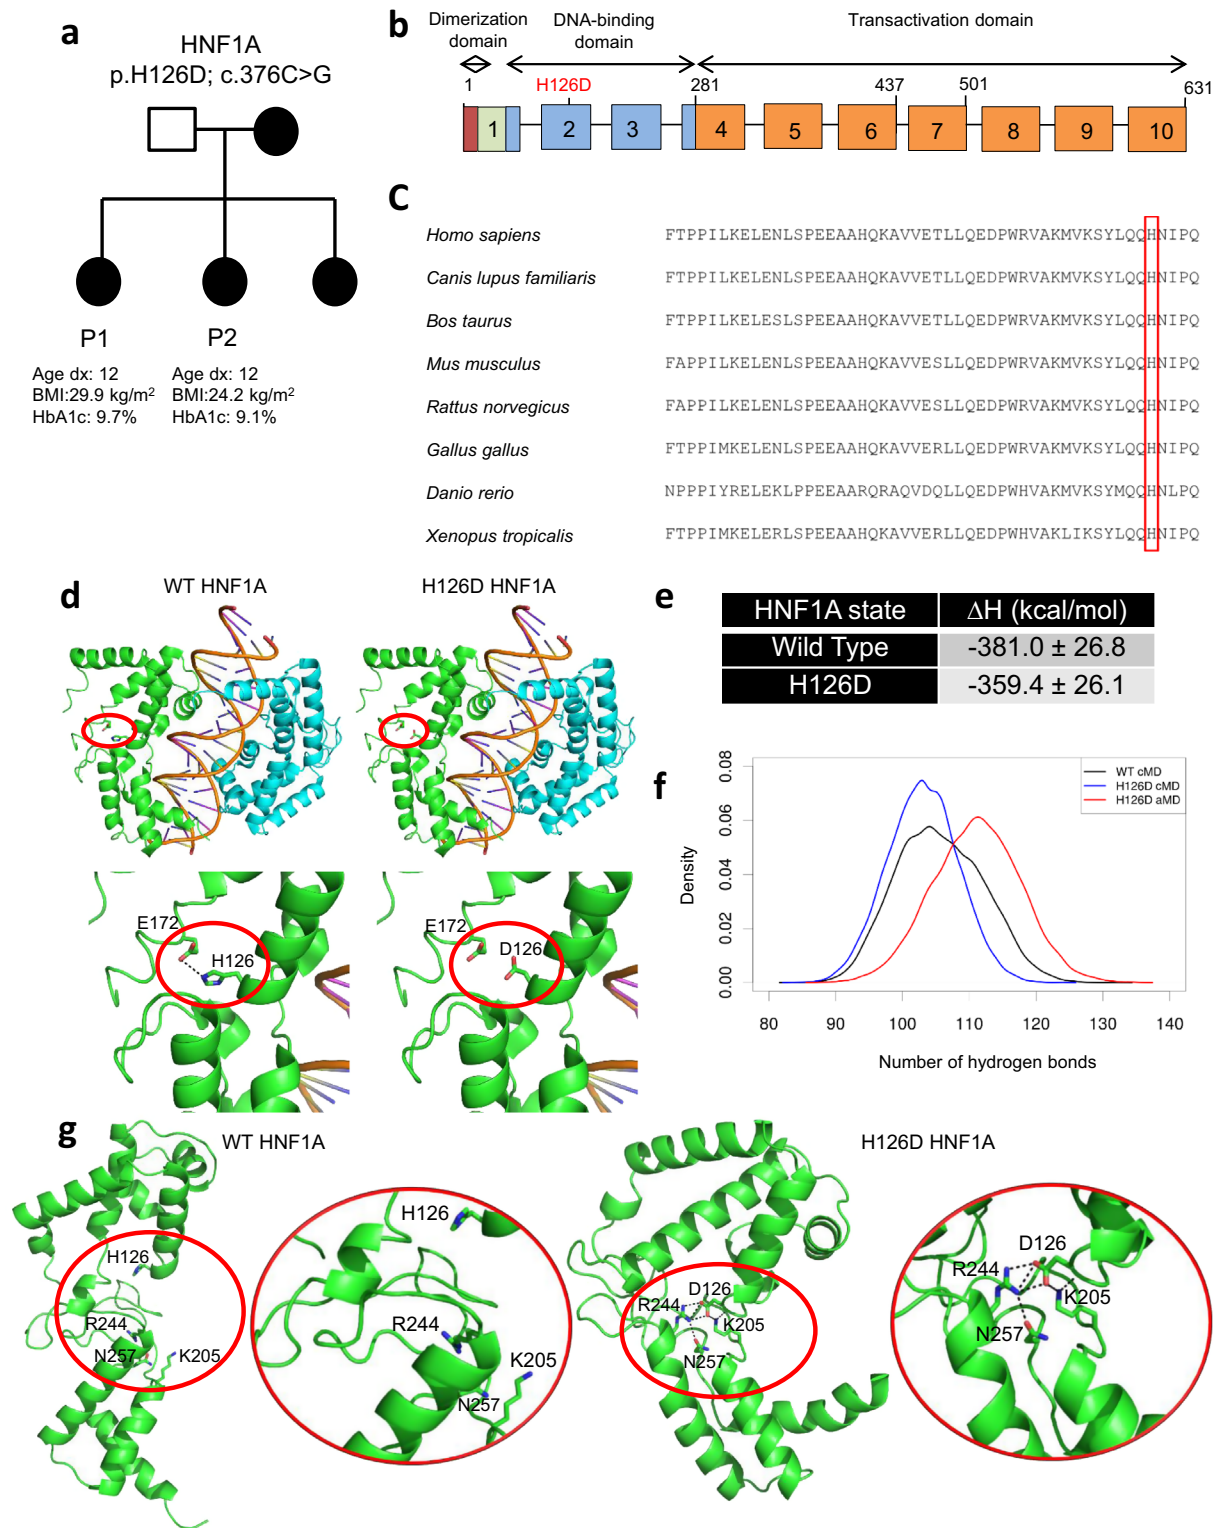 a
HNF1A
p.H126D; c.376C>G
P1
P2
Age dx: 12
BMI:29.9 kg/m²
HbA1c: 9.7%
Age dx: 12
BMI:24.2 kg/m²
HbA1c: 9.1%
b
Dimerization domain
DNA-binding domain
Transactivation domain
1
H126D
281
437
501
631
1 2 3 4 5 6 7 8 9 10
C
Homo sapiens FTPPILKELENLSPEEAAHQKAVVETLLQEDPWRVAKMVKSYLQQHNIPQ
Canis lupus familiaris FTPPILKELENLSPEEAAHQKAVVETLLQEDPWRVAKMVKSYLQQHNIPQ
Bos taurus FTPPILKELESLSPEEAAHQKAVVETLLQEDPWRVAKMVKSYLQQHNIPQ
Mus musculus FAPPILKELENLSPEEAAHQKAVVESLLQEDPWRVAKMVKSYLQQHNIPQ
Rattus norvegicus FAPPILKELENLSPEEAAHQKAVVESLLQEDPWRVAKMVKSYLQQHNIPQ
Gallus gallus FTPPIMKELENLSPEEAAHQKAVVERLLQEDPWRVAKMVKSYLQQHNIPQ
Danio rerio NPPPIYRELEKLPPEEAARQRAQVDQLLQEDPWHVAKMVKSYMQQHNLPQ
Xenopus tropicalis FTPPIMKELERLSPEEAAHQKAVVERLLQEDPWHVAKLIKSYLQQHNIPQ
d
WT HNF1A
H126D HNF1A
E172
H126
E172
D126
e
HNF1A state ΔH (kcal/mol)
Wild Type -381.0 ± 26.8
H126D -359.4 ± 26.1
f
WT cMD
H126D cMD
H126D aMD
Density
0.08
0.06
0.04
0.02
0.00
80 90 100 110 120 130 140
Number of hydrogen bonds
g
WT HNF1A
H126
R244
N257
K205
H126
R244
K205
N257
H126D HNF1A
D126
R244
K205
N257
D126
R244
K205
N257